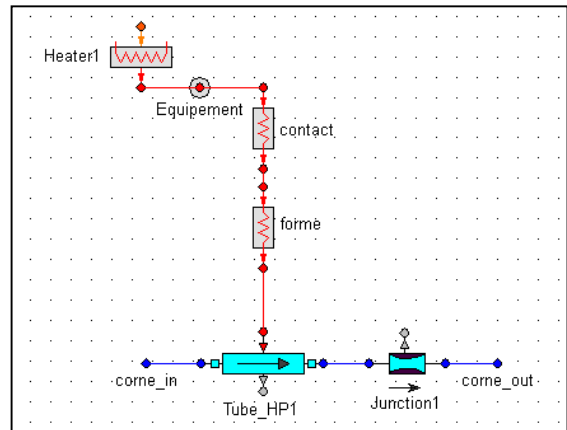 Heater1
Equipement
contact
forme
corne_in
Tube_HP1
Junction1
corne_out